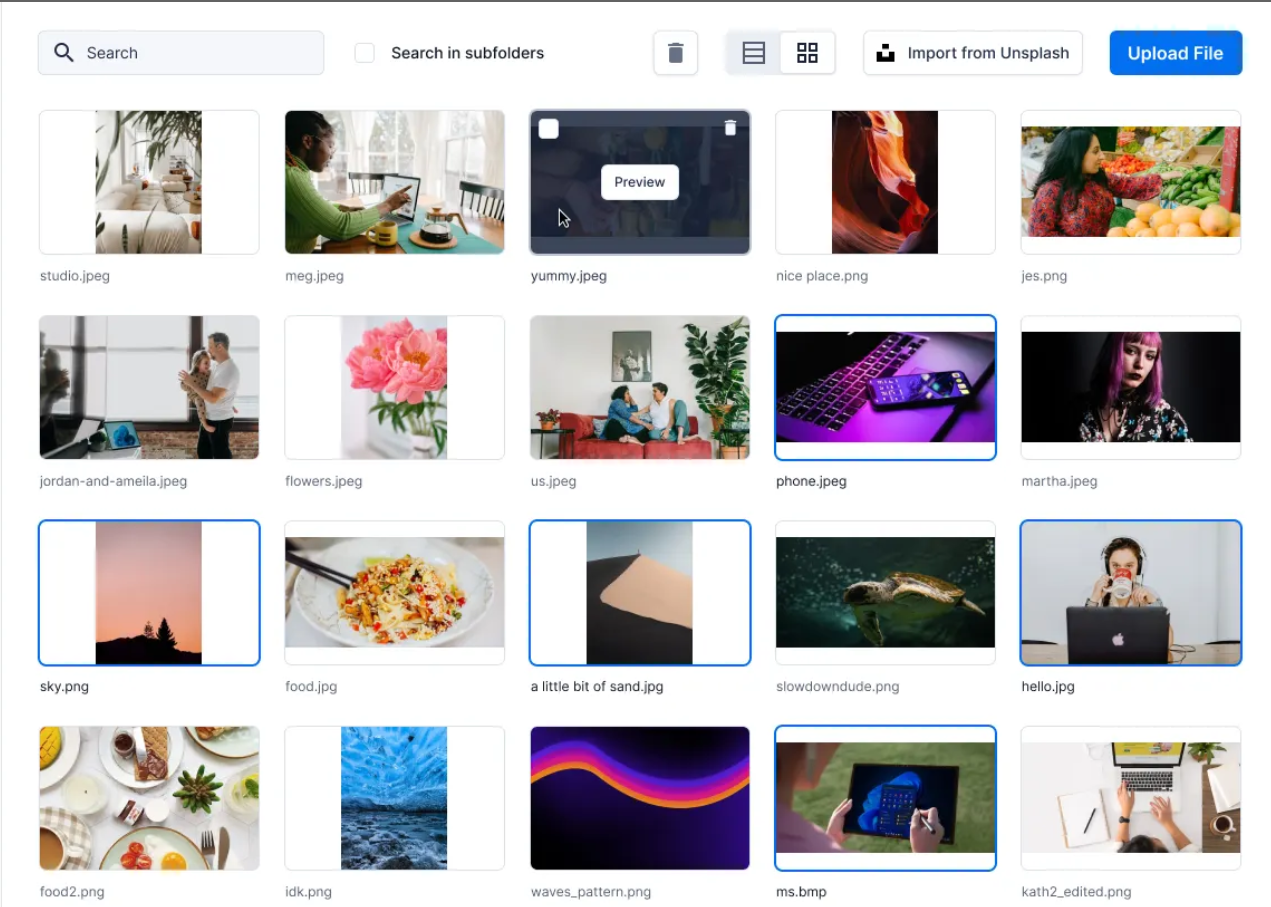 Search
Search in subfolders
Import from Unsplash
Upload File
Preview
studio.jpeg
meg.jpeg
yummy.jpeg
nice place.png
jes.png
jordan-and-ameila.jpeg
flowers.jpeg
us.jpeg
phone.jpeg
martha.jpeg
sky.png
food.jpg
a little bit of sand.jpg
slowdowndude.png
hello.jpg
food2.png
idk.png
waves_pattern.png
ms.bmp
kath2_edited.png